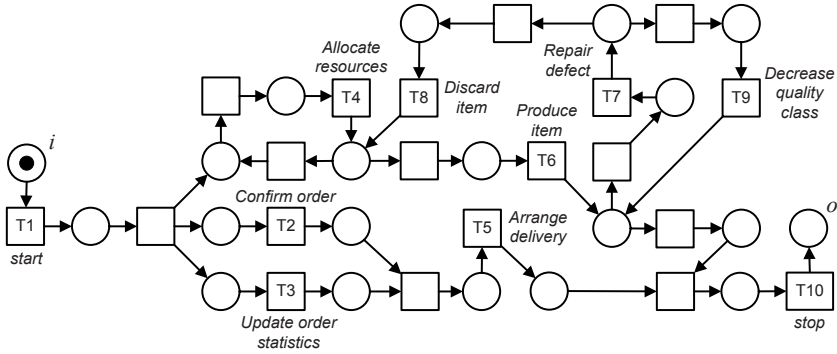 Allocate
resources
T4
T8
Discard
item
Repair
defect
T7
T9
Decrease
quality
class
Produce
item
T6
i
T1
start
Confirm order
T2
T5
Arrange
delivery
o
T3
Update order
statistics
T10
stop